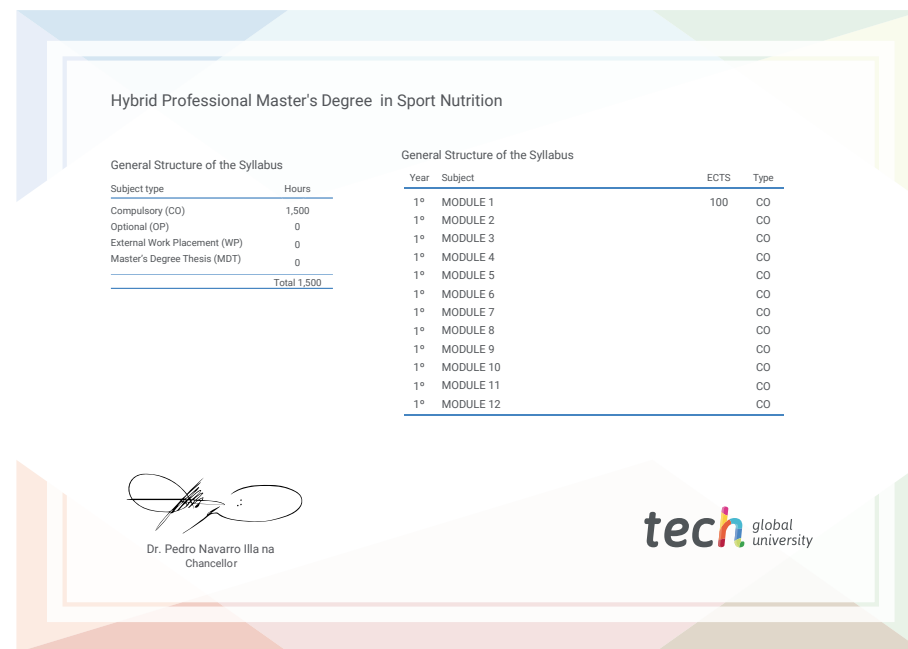 Hybrid Professional Master's Degree in Sport Nutrition
General Structure of the Syllabus
Subject type Hours
Compulsory (CO) 1,500
Optional (OP) 0
External Work Placement (WP) 0
Master's Degree Thesis (MDT) 0
Total 1,500
General Structure of the Syllabus
Year Subject ECTS Type
1º MODULE 1 100 CO
1º MODULE 2 CO
1º MODULE 3 CO
1º MODULE 4 CO
1º MODULE 5 CO
1º MODULE 6 CO
1º MODULE 7 CO
1º MODULE 8 CO
1º MODULE 9 CO
1º MODULE 10 CO
1º MODULE 11 CO
1º MODULE 12 CO
Dr. Pedro Navarro Illa na
Chancellor
tech global
university